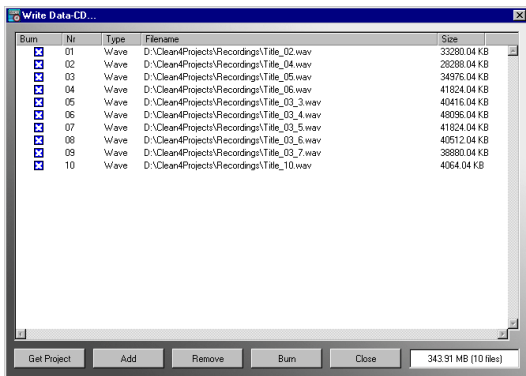 Write Data-CD...
Burn Nr Type Filename Size
01 Wave D:\Clean4Projects\Recordings\Title_02.wav 33280.04 KB
02 Wave D:\Clean4Projects\Recordings\Title_04.wav 28288.04 KB
03 Wave D:\Clean4Projects\Recordings\Title_05.wav 34976.04 KB
04 Wave D:\Clean4Projects\Recordings\Title_06.wav 41824.04 KB
05 Wave D:\Clean4Projects\Recordings\Title_03_3.wav 40416.04 KB
06 Wave D:\Clean4Projects\Recordings\Title_03_4.wav 48096.04 KB
07 Wave D:\Clean4Projects\Recordings\Title_03_5.wav 41824.04 KB
08 Wave D:\Clean4Projects\Recordings\Title_03_6.wav 40512.04 KB
09 Wave D:\Clean4Projects\Recordings\Title_03_7.wav 38880.04 KB
10 Wave D:\Clean4Projects\Recordings\Title_10.wav 4064.04 KB
Get Project Add Remove Burn Close 343.91 MB (10 files)